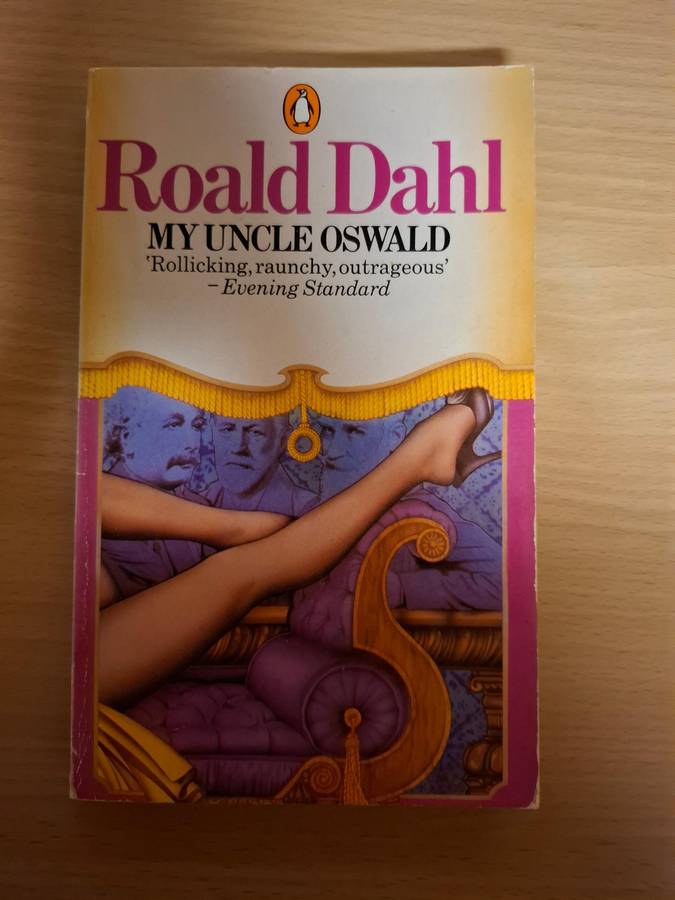 Roald Dahl
MY UNCLE OSWALD
‘Rollicking, raunchy, outrageous’
– Evening Standard